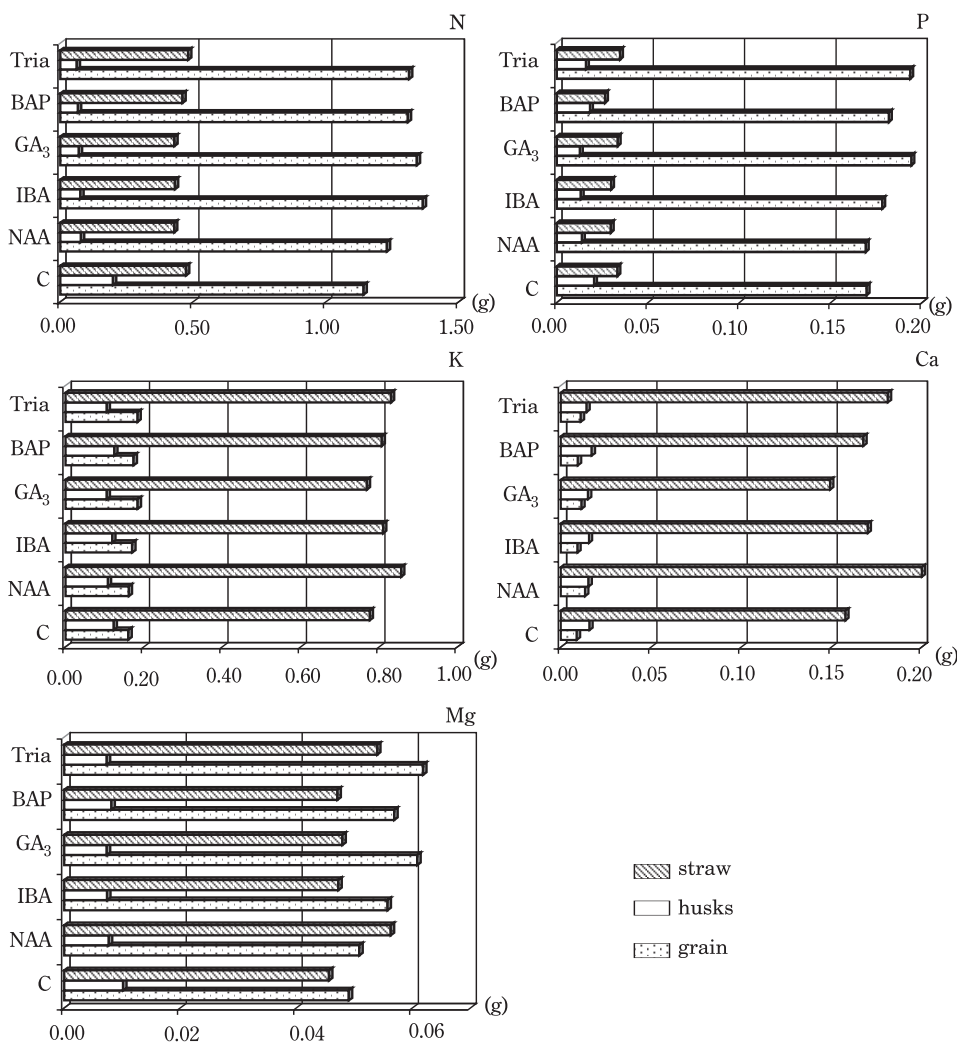 N
Tria
BAP
GA₃
IBA
NAA
C
(g)
0.00 0.50 1.00 1.50
P
Tria
BAP
GA₃
IBA
NAA
C
(g)
0.00 0.05 0.10 0.15 0.20
K
Tria
BAP
GA₃
IBA
NAA
C
(g)
0.00 0.20 0.40 0.60 0.80 1.00
Ca
Tria
BAP
GA₃
IBA
NAA
C
(g)
0.00 0.05 0.10 0.15 0.20
Mg
Tria
BAP
GA₃
IBA
NAA
C
(g)
0.00 0.02 0.04 0.06
straw
husks
grain